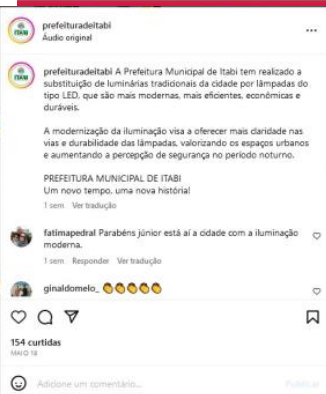 prefeituradeitabi
Áudio original
prefeituradeitabi A Prefeitura Municipal de Itabi tem realizado a
substituição de luminárias tradicionais da cidade por lâmpadas do
tipo LED, que são mais modernas, mais eficientes, econômicas e
duráveis.
A modernização da iluminação visa a oferecer mais claridade nas
vias e durabilidade das lâmpadas, valorizando os espaços urbanos
e aumentando a percepção de segurança no período noturno.
PREFEITURA MUNICIPAL DE ITABI
Um novo tempo, uma nova história!
1 sem Ver tradução
fatimapedral Parabéns júnior está aí a cidade com a iluminação
moderna.
1 sem Responder Ver tradução
ginaldomelo_ 👏👏👏👏👏
154 curtidas
MAIO 18
Adicione um comentário...
Publicar